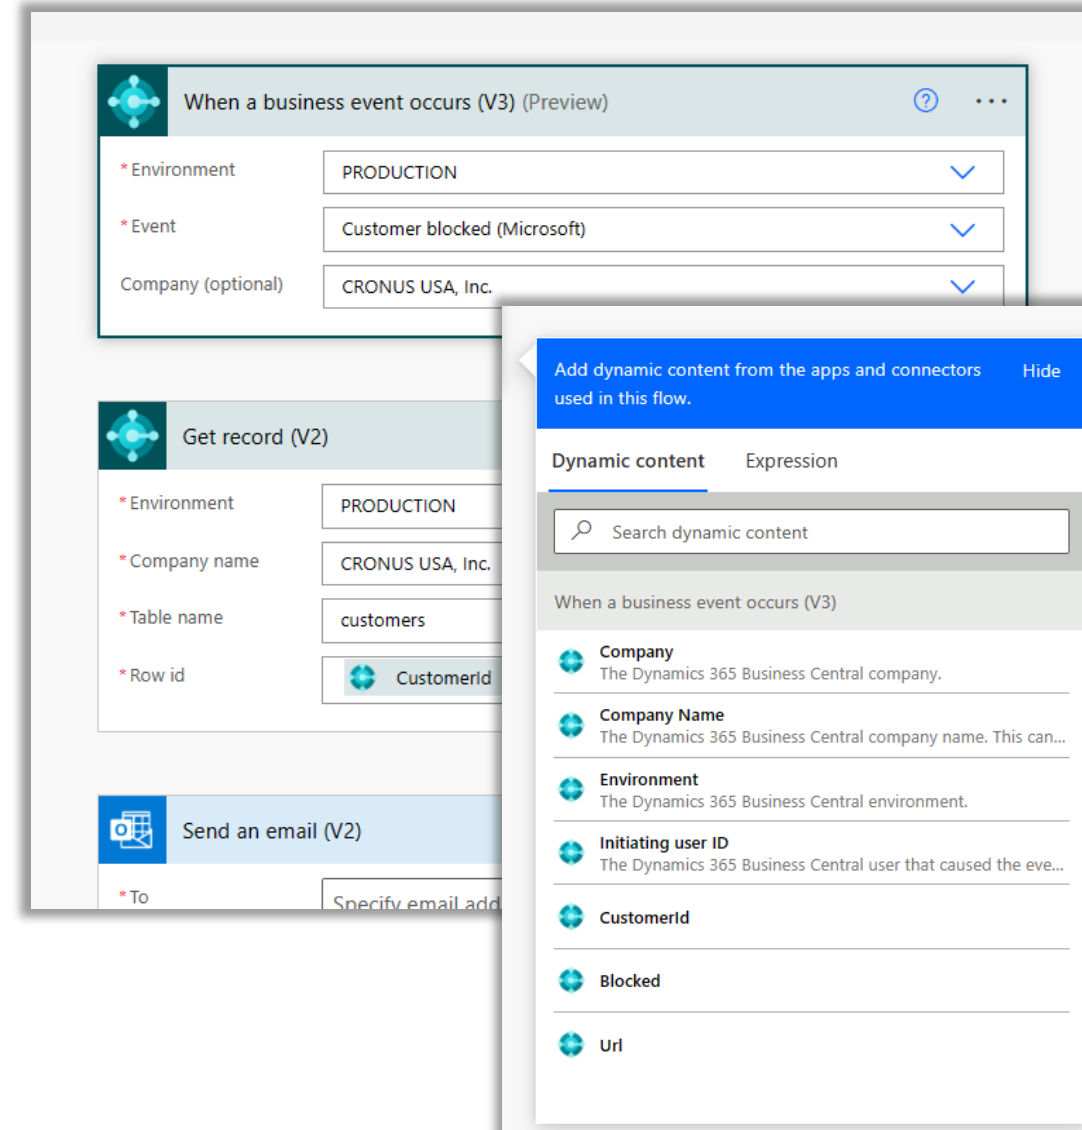 When a business event occurs (V3) (Preview)
* Environment
PRODUCTION
* Event
Customer blocked (Microsoft)
Company (optional)
CRONUS USA, Inc.
Get record (V2)
* Environment
PRODUCTION
* Company name
CRONUS USA, Inc.
* Table name
customers
* Row id
CustomerId
Send an email (V2)
* To
Specify email add
Add dynamic content from the apps and connectors
used in this flow.
Hide
Dynamic content
Expression
Search dynamic content
When a business event occurs (V3)
Company
The Dynamics 365 Business Central company.
Company Name
The Dynamics 365 Business Central company name. This can...
Environment
The Dynamics 365 Business Central environment.
Initiating user ID
The Dynamics 365 Business Central user that caused the eve...
CustomerId
Blocked
Url